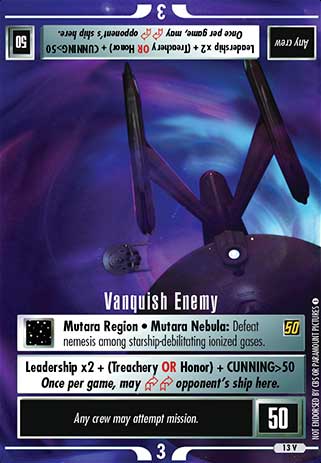 3
Any crew
Leadership x2 + (Treachery OR Honor) + CUNNING>50
Once per game, may opponent's ship here.
50
Vanquish Enemy
Mutara Region • Mutara Nebula: Defeat
nemesis among starship-debilitating ionized gases.
50
Leadership x2 + (Treachery OR Honor) + CUNNING>50
Once per game, may opponent's ship here.
Any crew may attempt mission.
50
3
13 V
NOT ENDORSED BY CBS OR PARAMOUNT PICTURES